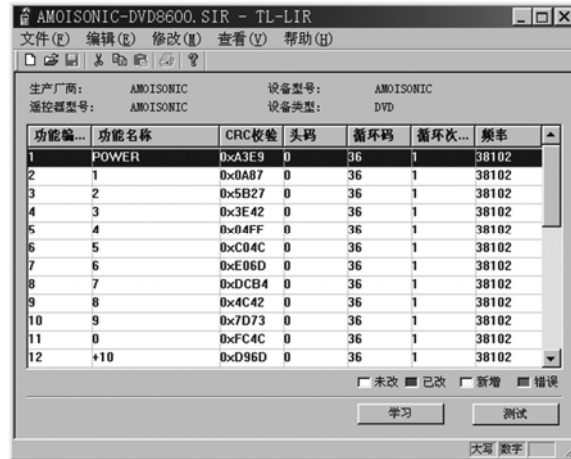 AMOISONIC-DVD8600.SIR - TL-LIR
文件(F) 编辑(E) 修改(M) 查看(V) 帮助(H)
生产厂商: AMOISONIC 设备型号: AMOISONIC
遥控器型号: AMOISONIC 设备类型: DVD
功能编... 功能名称 CRC校验 头码 循环码 循环次... 频率
1 POWER 0xA3E9 0 36 1 38102
2 1 0x0A87 0 36 1 38102
3 2 0x5B27 0 36 1 38102
4 3 0x3E42 0 36 1 38102
5 4 0x04FF 0 36 1 38102
6 5 0xC04C 0 36 1 38102
7 6 0xE06D 0 36 1 38102
8 7 0xDCB4 0 36 1 38102
9 8 0x4C42 0 36 1 38102
10 9 0x7D73 0 36 1 38102
11 0 0xFC4C 0 36 1 38102
12 +10 0xD96D 0 36 1 38102
未改 已改 新增 错误
学习 测试
大写 数字